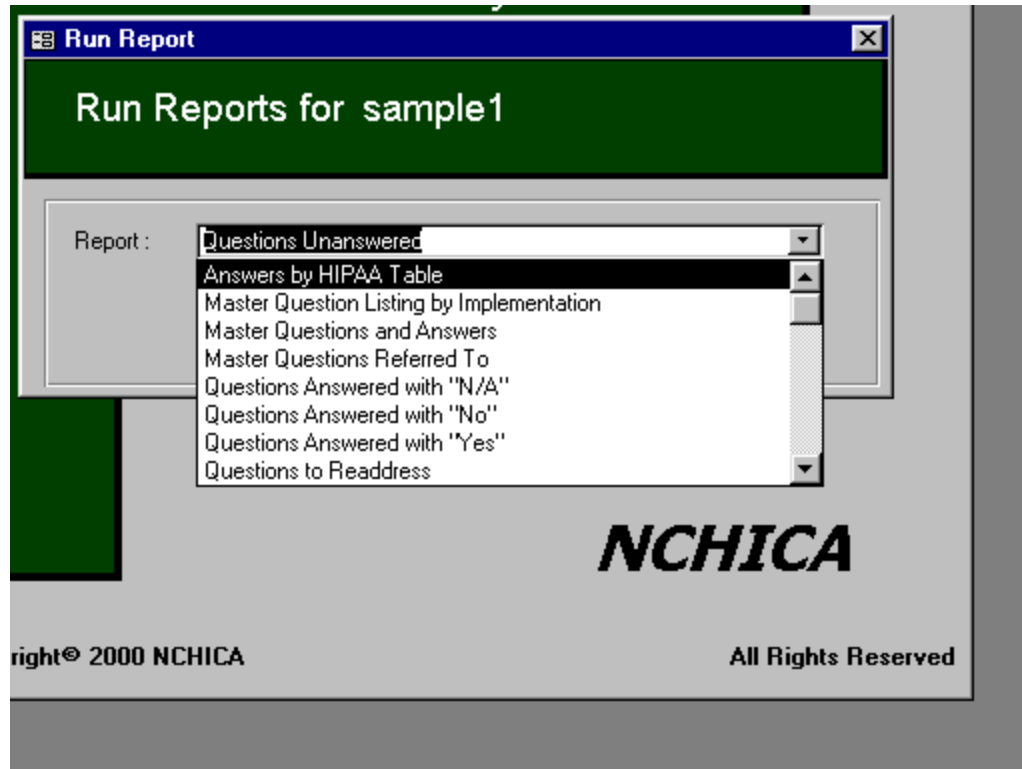 Run Report
Run Reports for sample1
Report :
Questions Unanswered
Answers by HIPAA Table
Master Question Listing by Implementation
Master Questions and Answers
Master Questions Referred To
Questions Answered with "N/A"
Questions Answered with "No"
Questions Answered with "Yes"
Questions to Readdress
NCHICA
right© 2000 NCHICA
All Rights Reserved